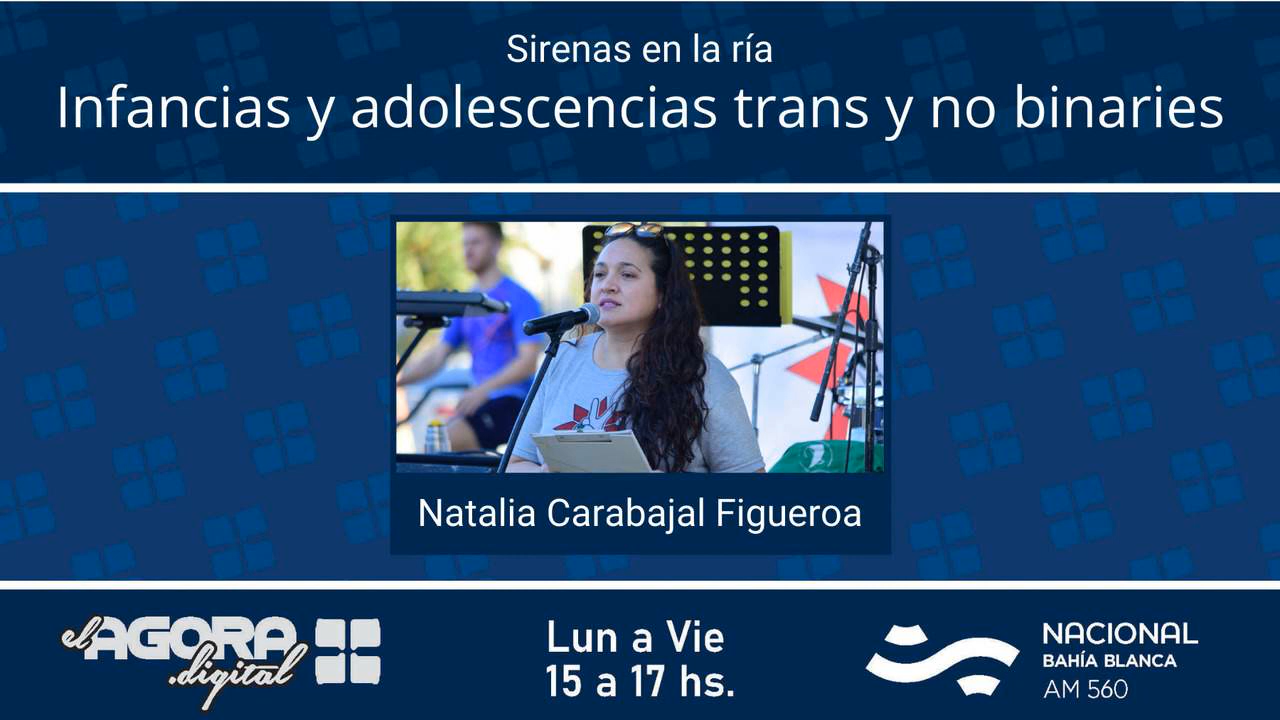 Sirenas en la ría
Infancias y adolescencias trans y no binaries
Natalia Carabajal Figueroa
el AGORA
.digital
Lun a Vie
15 a 17 hs.
NACIONAL
BAHÍA BLANCA
AM 560